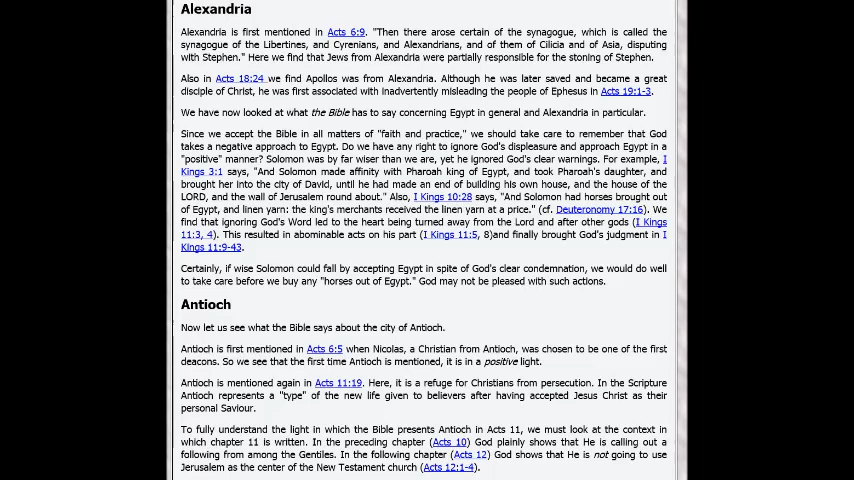 Alexandria
Alexandria is first mentioned in Acts 6:9. "Then there arose certain of the synagogue, which is called the
synagogue of the Libertines, and Cyrenians, and Alexandrians, and of them of Cilicia and of Asia, disputing
with Stephen." Here we find that Jews from Alexandria were partially responsible for the stoning of Stephen.
Also in Acts 18:24 we find Apollos was from Alexandria. Although he was later saved and became a great
disciple of Christ, he was first associated with inadvertently misleading the people of Ephesus in Acts 19:1-3.
We have now looked at what the Bible has to say concerning Egypt in general and Alexandria in particular.
Since we accept the Bible in all matters of "faith and practice," we should take care to remember that God
takes a negative approach to Egypt. Do we have any right to ignore God's displeasure and approach Egypt in a
"positive" manner? Solomon was by far wiser than we are, yet he ignored God's clear warnings. For example, I
Kings 3:1 says, "And Solomon made affinity with Pharoah king of Egypt, and took Pharoah's daughter, and
brought her into the city of David, until he had made an end of building his own house, and the house of the
LORD, and the wall of Jerusalem round about." Also, I Kings 10:28 says, "And Solomon had horses brought out
of Egypt, and linen yarn: the king's merchants received the linen yarn at a price." (cf. Deuteronomy 17:16). We
find that ignoring God's Word led to the heart being turned away from the Lord and after other gods (I Kings
11:3, 4). This resulted in abominable acts on his part (I Kings 11:5, 8)and finally brought God's judgment in I
Kings 11:9-43.
Certainly, if wise Solomon could fall by accepting Egypt in spite of God's clear condemnation, we would do well
to take care before we buy any "horses out of Egypt." God may not be pleased with such actions.
Antioch
Now let us see what the Bible says about the city of Antioch.
Antioch is first mentioned in Acts 6:5 when Nicolas, a Christian from Antioch, was chosen to be one of the first
deacons. So we see that the first time Antioch is mentioned, it is in a positive light.
Antioch is mentioned again in Acts 11:19. Here, it is a refuge for Christians from persecution. In the Scripture
Antioch represents a "type" of the new life given to believers after having accepted Jesus Christ as their
personal Saviour.
To fully understand the light in which the Bible presents Antioch in Acts 11, we must look at the context in
which chapter 11 is written. In the preceding chapter (Acts 10) God plainly shows that He is calling out a
following from among the Gentiles. In the following chapter (Acts 12) God shows that He is not going to use
Jerusalem as the center of the New Testament church (Acts 12:1-4).